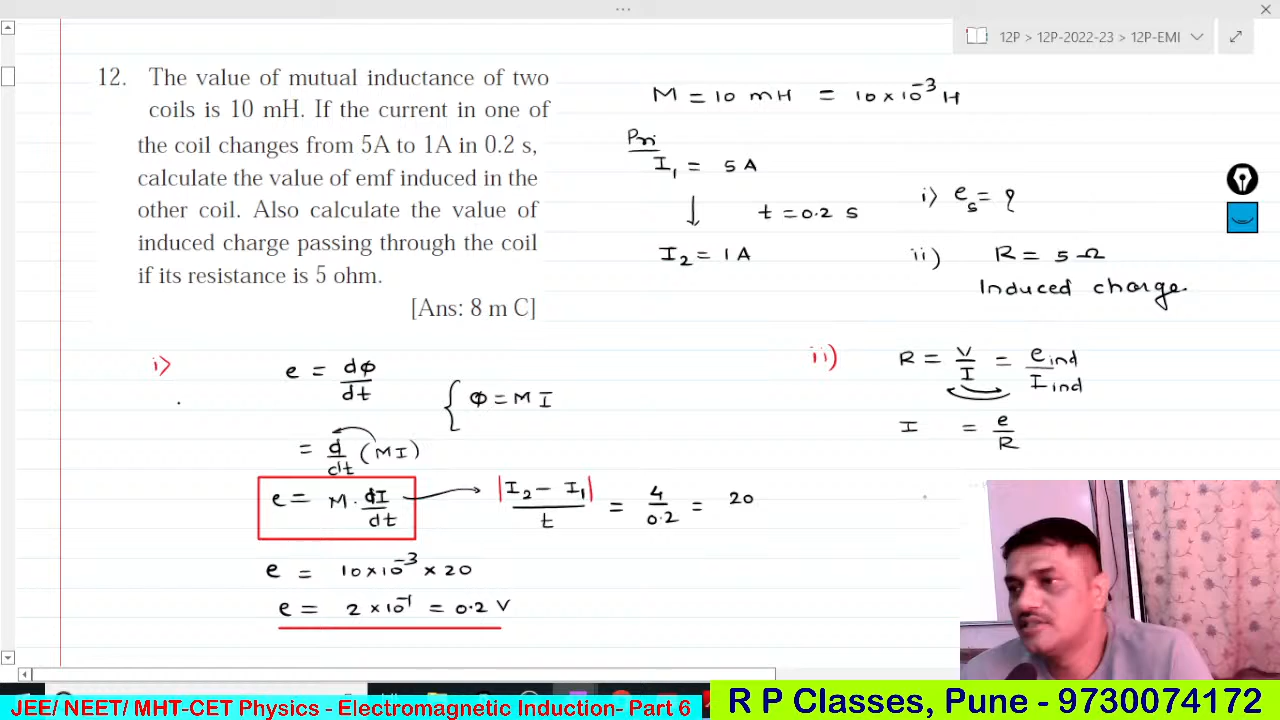 12P > 12P-2022-23 > 12P-EMI
12. The value of mutual inductance of two
coils is 10 mH. If the current in one of
the coil changes from 5A to 1A in 0.2 s,
calculate the value of emf induced in the
other coil. Also calculate the value of
induced charge passing through the coil
if its resistance is 5 ohm.
[Ans: 8 m C]
M = 10 mH = 10×10⁻³ H
Pri
I₁ = 5 A
↓ t = 0.2 s
I₂ = 1 A
i) eₛ = ?
ii) R = 5 Ω
Induced charge
i)
e = dφ/dt
{ φ = M I
= d/dt (MI)
e = M · dI/dt → |I₂ − I₁|/t = 4/0.2 = 20
e = 10×10⁻³ × 20
e = 2×10⁻¹ = 0.2 V
ii) R = V/I = e ind/I ind
I = e/R
JEE/ NEET/ MHT-CET Physics - Electromagnetic Induction- Part 6
R P Classes, Pune - 9730074172